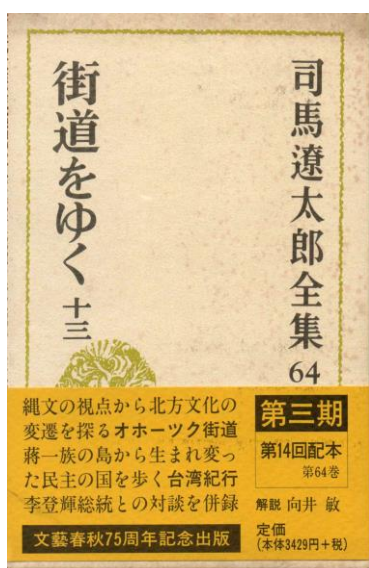 司馬遼太郎全集
64
街道をゆく 十三
縄文の視点から北方文化の
変遷を探るオホーツク街道
蔣一族の島から生まれ変っ
た民主の国を歩く台湾紀行
李登輝総統との対談を併録
文藝春秋75周年記念出版
第三期
第14回配本
第64巻
解説 向井 敏
定価
(本体3429円+税)